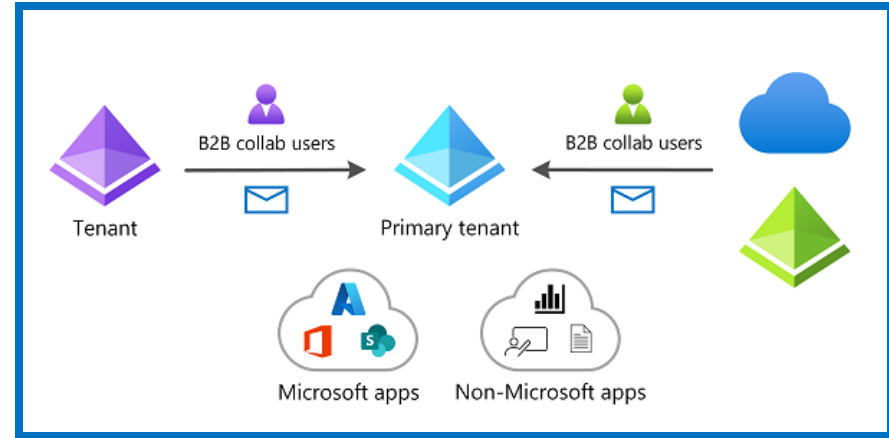 B2B collab users
B2B collab users
Tenant
Primary tenant
S
Microsoft apps
Non-Microsoft apps